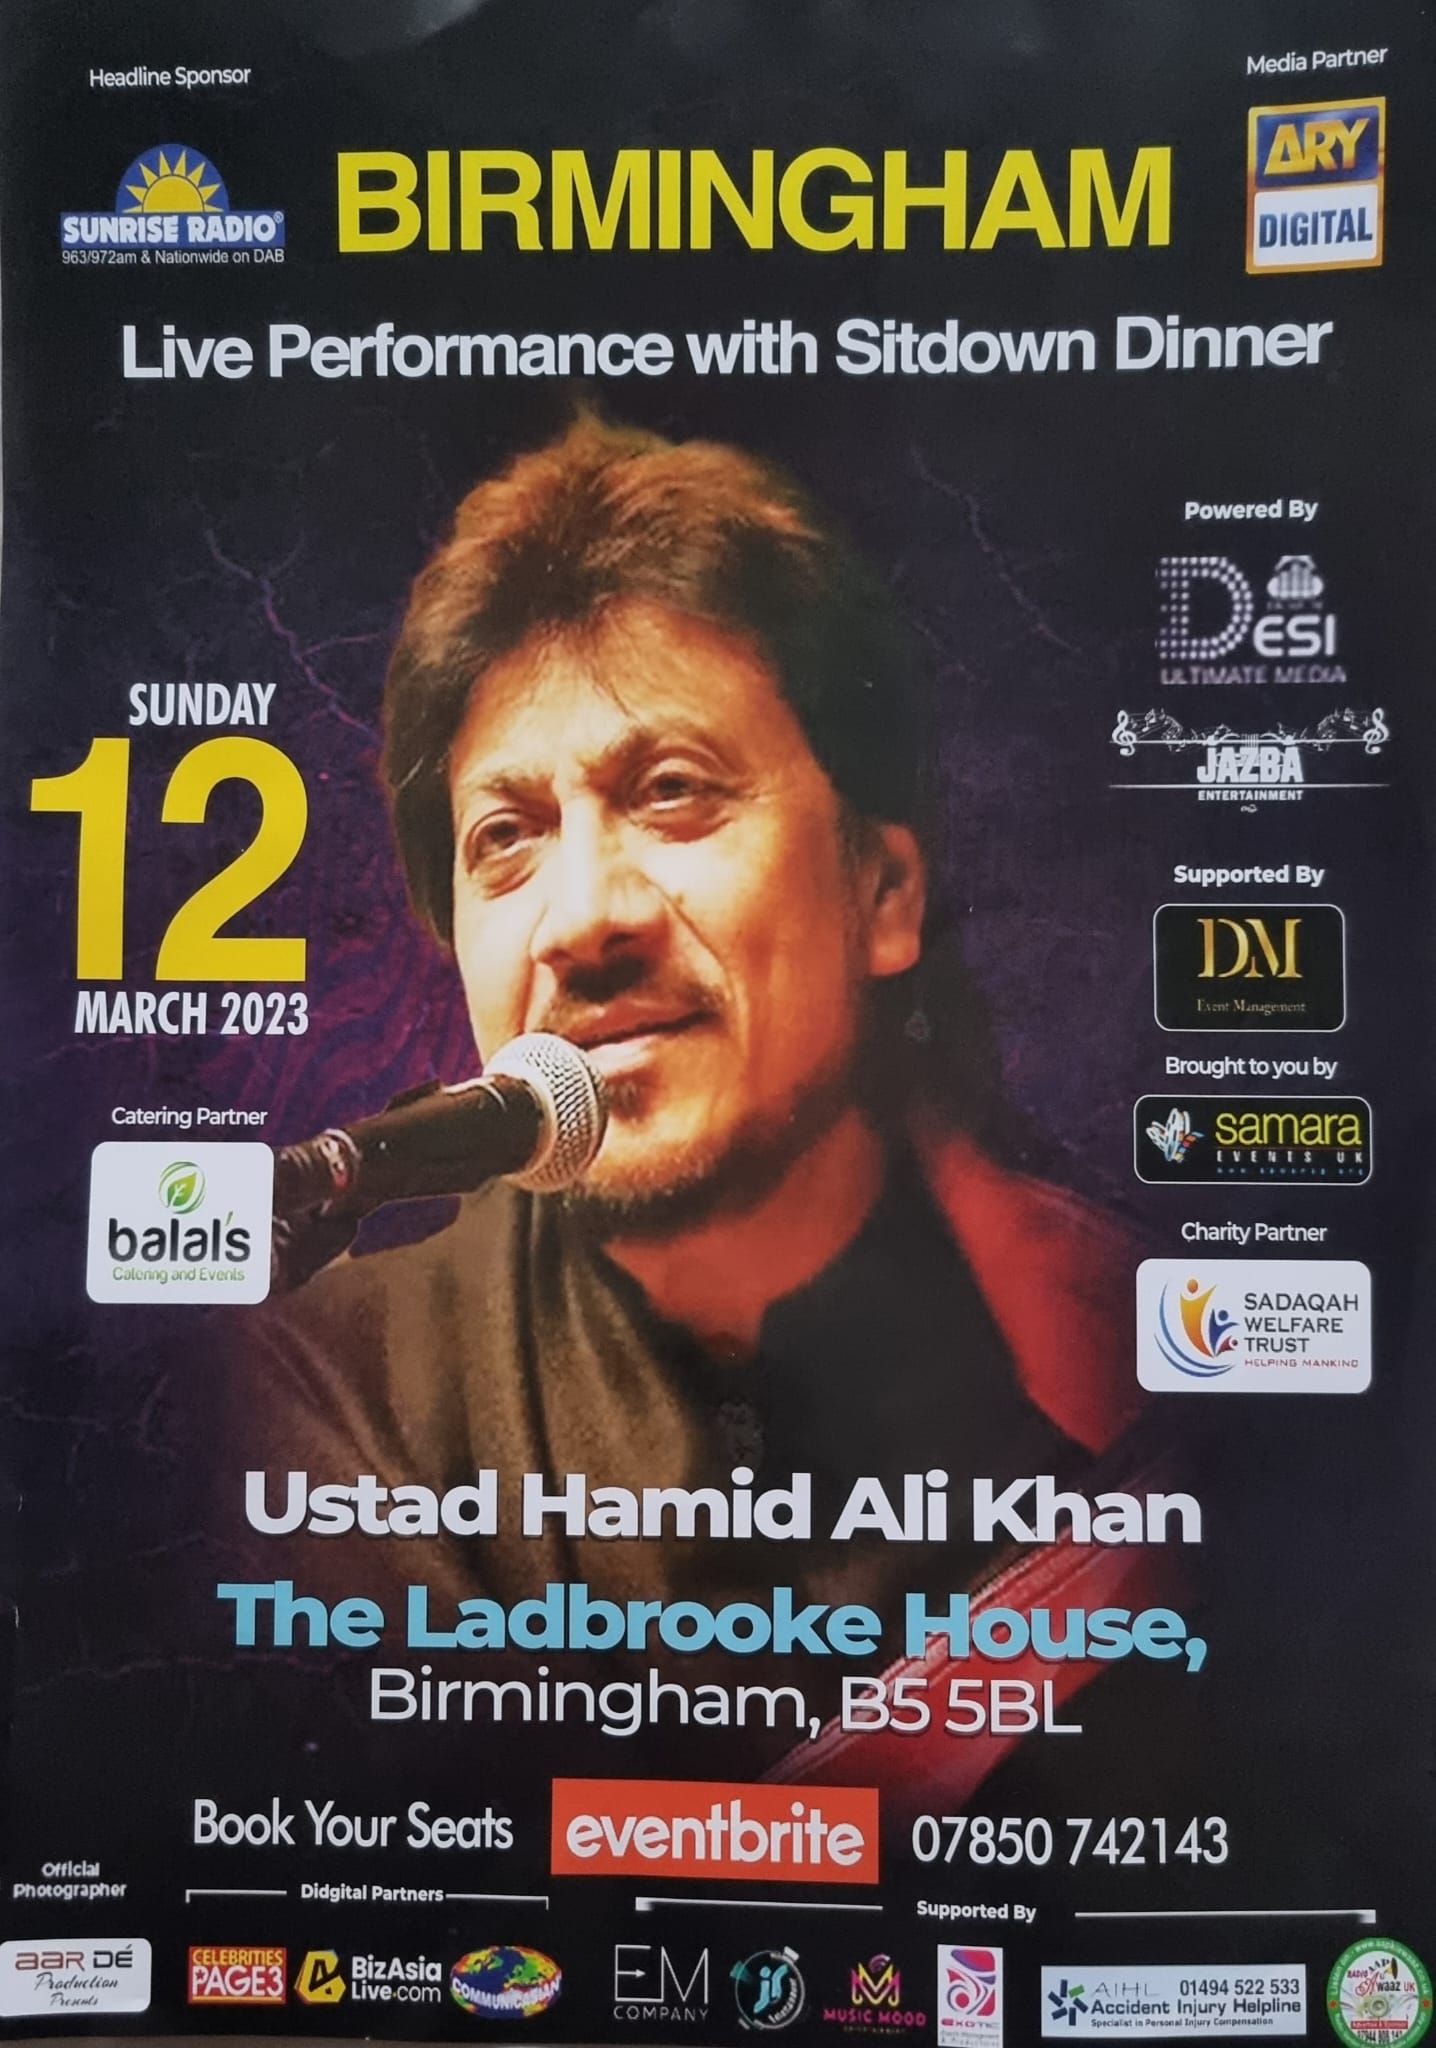 Headline Sponsor
Media Partner
SUNRISE RADIO®
963/972am & Nationwide on DAB
BIRMINGHAM
ARY
DIGITAL
Live Performance with Sitdown Dinner
Powered By
DESI
ULTIMATE MEDIA
JAZBA
ENTERTAINMENT
SUNDAY
12
MARCH 2023
Supported By
DM
Event Management
Brought to you by
samara
EVENTS UK
Catering Partner
balal's
Catering and Events
Charity Partner
SADAQAH
WELFARE
TRUST
HELPING MANKIND
Ustad Hamid Ali Khan
The Ladbrooke House,
Birmingham, B5 5BL
Book Your Seats eventbrite 07850 742143
Official
Photographer
Didgital Partners
Supported By
AAR DÉ
Production
Presents
CELEBRITIES
PAGE3
BizAsia
Live.com
COMMUNICASIAN
EM
COMPANY
MUSIC MOOD
EXOTIC
AIHL 01494 522 533
Accident Injury Helpline
Specialist in Personal Injury Compensation
RADIO AAP
Awaaz UK